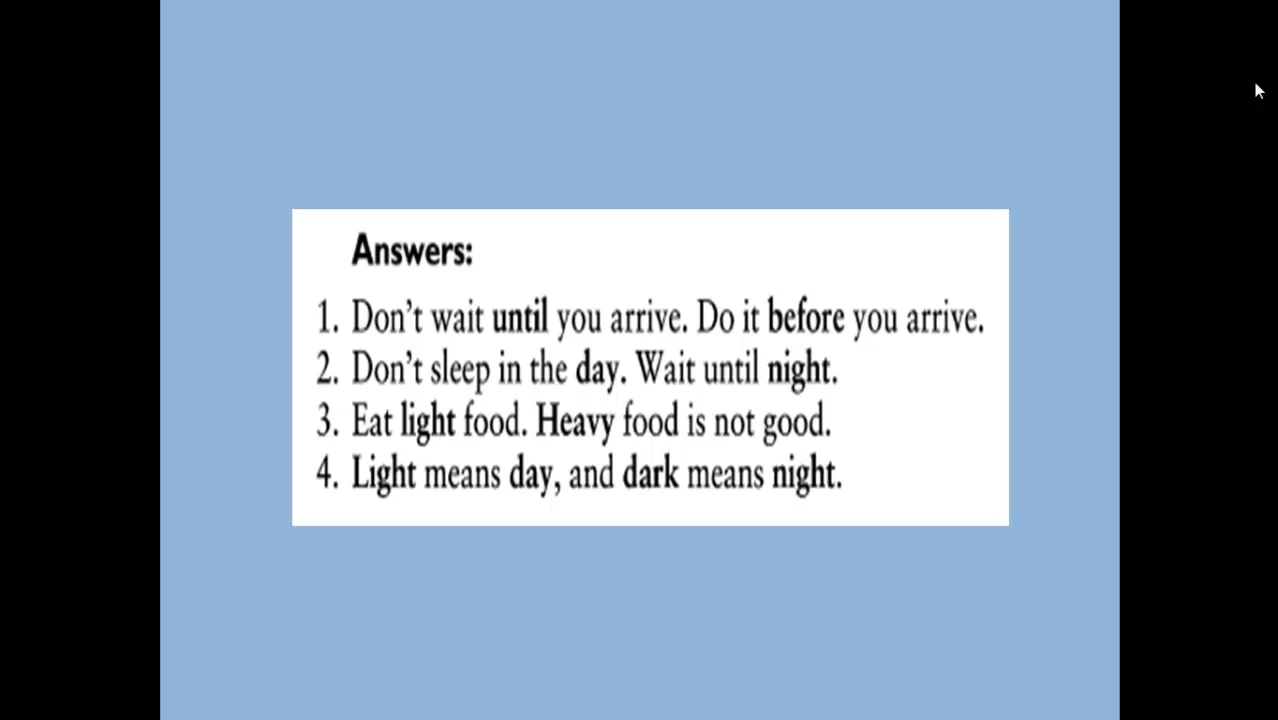 Answers:
1. Don't wait until you arrive. Do it before you arrive.
2. Don't sleep in the day. Wait until night.
3. Eat light food. Heavy food is not good.
4. Light means day, and dark means night.